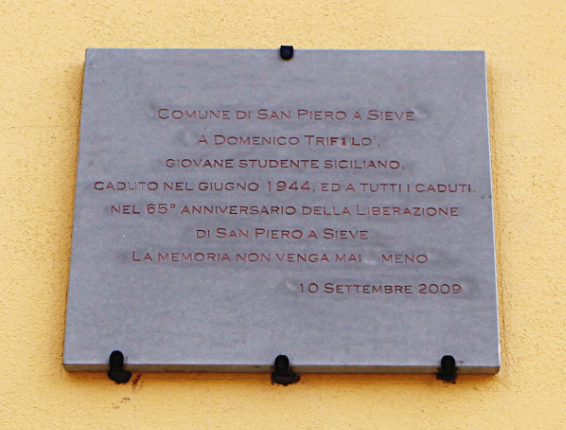 COMUNE DI SAN PIERO A SIEVE
A DOMENICO TRIFILO',
GIOVANE STUDENTE SICILIANO,
CADUTO NEL GIUGNO 1944, ED A TUTTI I CADUTI.
NEL 65° ANNIVERSARIO DELLA LIBERAZIONE
DI SAN PIERO A SIEVE
LA MEMORIA NON VENGA MAI MENO
10 SETTEMBRE 2009